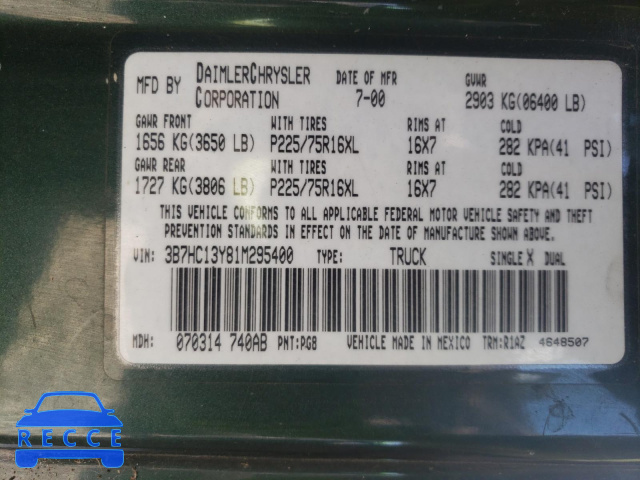 MFD BY DAIMLERCHRYSLER CORPORATION DATE OF MFR 7-00 GVWR 2903 KG(06400 LB)
GAWR FRONT WITH TIRES RIMS AT COLD
1656 KG(3650 LB) P225/75R16XL 16X7 282 KPA(41 PSI)
GAWR REAR WITH TIRES RIMS AT COLD
1727 KG(3806 LB) P225/75R16XL 16X7 282 KPA(41 PSI)
THIS VEHICLE CONFORMS TO ALL APPLICABLE FEDERAL MOTOR VEHICLE SAFETY AND THEFT
PREVENTION STANDARDS IN EFFECT ON THE DATE OF MANUFACTURE SHOWN ABOVE.
VIN: 3B7HC13Y81M295400 TYPE: TRUCK SINGLE X DUAL
MDH: 070314 740AB PNT:PG8 VEHICLE MADE IN MEXICO TRM:R1AZ 4648507
RECCE